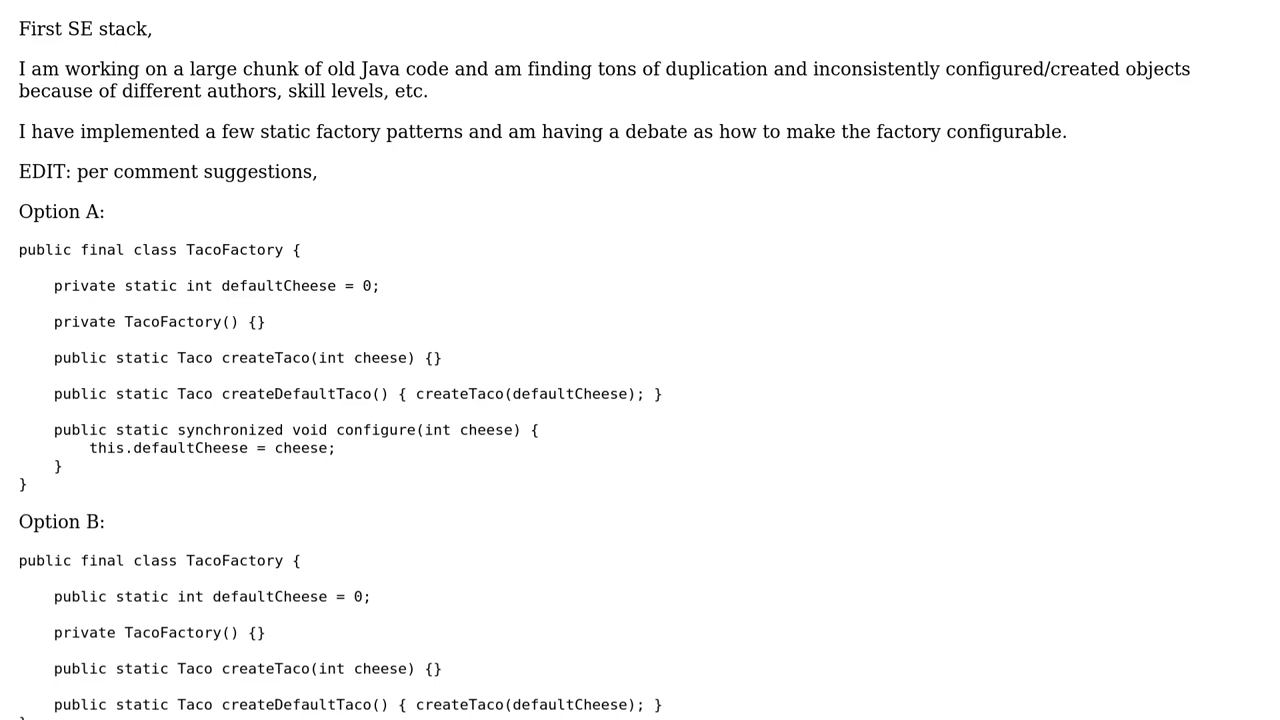 First SE stack,
I am working on a large chunk of old Java code and am finding tons of duplication and inconsistently configured/created objects
because of different authors, skill levels, etc.
I have implemented a few static factory patterns and am having a debate as how to make the factory configurable.
EDIT: per comment suggestions,
Option A:
public final class TacoFactory {
    private static int defaultCheese = 0;
    private TacoFactory() {}
    public static Taco createTaco(int cheese) {}
    public static Taco createDefaultTaco() { createTaco(defaultCheese); }
    public static synchronized void configure(int cheese) {
        this.defaultCheese = cheese;
    }
}
Option B:
public final class TacoFactory {
    public static int defaultCheese = 0;
    private TacoFactory() {}
    public static Taco createTaco(int cheese) {}
    public static Taco createDefaultTaco() { createTaco(defaultCheese); }
}